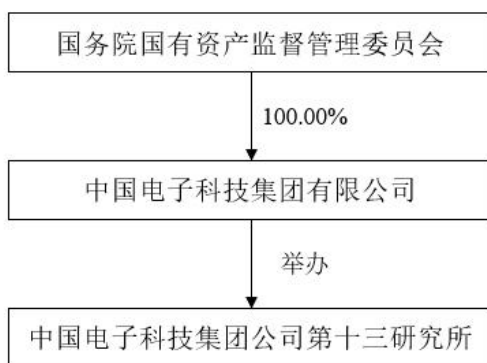 国务院国有资产监督管理委员会
100.00%
中国电子科技集团有限公司
举办
中国电子科技集团公司第十三研究所